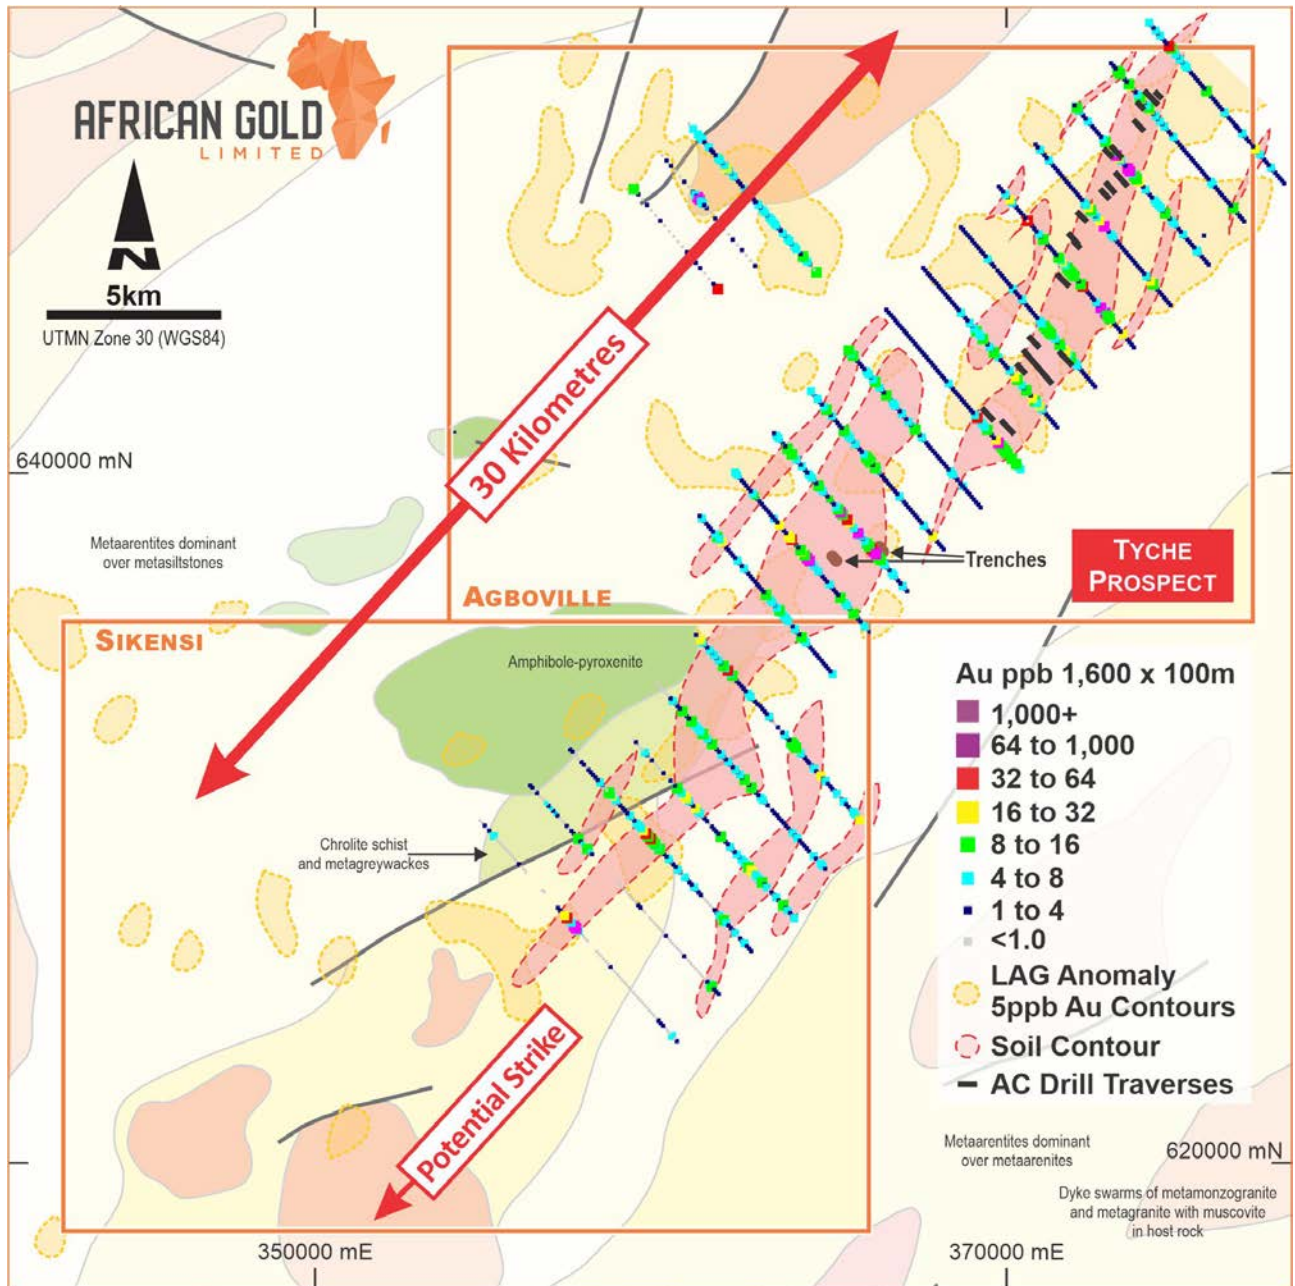 AFRICAN GOLD
LIMITED
N
5km
UTMN Zone 30 (WGS84)
30 Kilometres
640000 mN
Metaarentites dominant
over metasiltstones
Trenches
TYCHE
PROSPECT
AGBOVILLE
SIKENSI
Amphibole-pyroxenite
Chrolite schist
and metagreywackes
Au ppb 1,600 x 100m
1,000+
64 to 1,000
32 to 64
16 to 32
8 to 16
4 to 8
1 to 4
<1.0
LAG Anomaly
5ppb Au Contours
Soil Contour
AC Drill Traverses
Potential Strike
Metaarentites dominant
over metaarenites
620000 mN
Dyke swarms of metamonzogranite
and metagranite with muscovite
in host rock
350000 mE
370000 mE